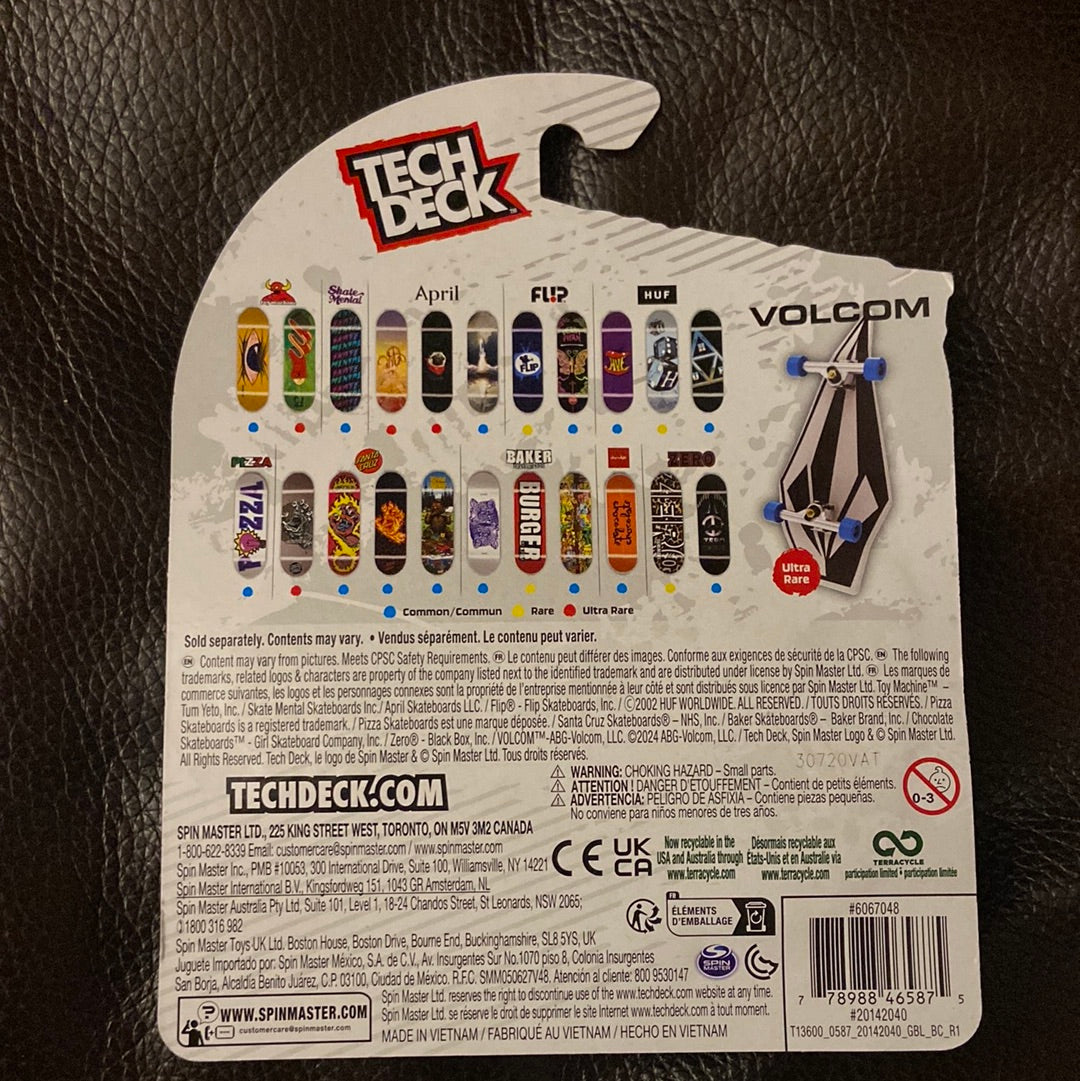 TECH
DECK™
Skate Mental
April
FLIP
HUF
VOLCOM
FLIP
H
PIZZA
SANTA CRUZ
BAKER
ZERO
PIZZA
BURGER
chocolate
Ultra
Rare
Common/Commun Rare Ultra Rare
Sold separately. Contents may vary. • Vendus séparément. Le contenu peut varier.
EN Content may vary from pictures. Meets CPSC Safety Requirements. FR Le contenu peut différer des images. Conforme aux exigences de sécurité de la CPSC. EN The following
trademarks, related logos & characters are property of the company listed next to the identified trademark and are distributed under license by Spin Master Ltd. FR Les marques de
commerce suivantes, les logos et les personnages connexes sont la propriété de l'entreprise mentionnée à leur côté et sont distribués sous licence par Spin Master Ltd. Toy Machine™ –
Tum Yeto, Inc. / Skate Mental Skateboards Inc./ April Skateboards LLC. / Flip® - Flip Skateboards, Inc. / ©2002 HUF WORLDWIDE. ALL RESERVED. / TOUTS DROITS RÉSERVÉS. / Pizza
Skateboards is a registered trademark. / Pizza Skateboards est une marque déposée. / Santa Cruz Skateboards® – NHS, Inc. / Baker Skateboards® – Baker Brand, Inc. / Chocolate
Skateboards™ - Girl Skateboard Company, Inc. / Zero® - Black Box, Inc. / VOLCOM™-ABG-Volcom, LLC. ©2024 ABG-Volcom, LLC. / Tech Deck, Spin Master Logo & © Spin Master Ltd.
All Rights Reserved. Tech Deck, le logo de Spin Master & © Spin Master Ltd. Tous droits réservés.
30720VAT
TECHDECK.COM
WARNING: CHOKING HAZARD – Small parts.
ATTENTION ! DANGER D'ÉTOUFFEMENT – Contient de petits éléments.
ADVERTENCIA: PELIGRO DE ASFIXIA – Contiene piezas pequeñas.
No conviene para niños menores de tres años.
0-3
SPIN MASTER LTD., 225 KING STREET WEST, TORONTO, ON M5V 3M2 CANADA
1-800-622-8339 Email: customercare@spinmaster.com / www.spinmaster.com
Spin Master Inc., PMB #10053, 300 International Drive, Suite 100, Williamsville, NY 14221
Spin Master International B.V., Kingsfordweg 151, 1043 GR Amsterdam, NL
Spin Master Australia Pty Ltd, Suite 101, Level 1, 18-24 Chandos Street, St Leonards, NSW 2065;
1800 316 982
Spin Master Toys UK Ltd. Boston House, Boston Drive, Bourne End, Buckinghamshire, SL8 5YS, UK
Juguete Importado por: Spin Master México, S.A. de C.V., Av. Insurgentes Sur No.1070 piso 8, Colonia Insurgentes
San Borja, Alcaldía Benito Juárez, C.P. 03100, Ciudad de México. R.F.C. SMM050627V48. Atención al cliente: 800 9530147
CE UK
CA
Now recyclable in the
USA and Australia through
www.terracycle.com
Désormais recyclable aux
États-Unis et en Australie via
www.terracycle.com
TERRACYCLE
participation limited • participation limitée
FR
ÉLÉMENTS
D'EMBALLAGE
SPIN
MASTER
WWW.SPINMASTER.COM
customercare@spinmaster.com
Spin Master Ltd. reserves the right to discontinue use of the www.techdeck.com website at any time.
Spin Master Ltd. se réserve le droit de supprimer le site Internet www.techdeck.com à tout moment.
MADE IN VIETNAM / FABRIQUÉ AU VIETNAM / HECHO EN VIETNAM
#6067048
7 78988 46587 5
#20142040
T13600_0587_20142040_GBL_BC_R1